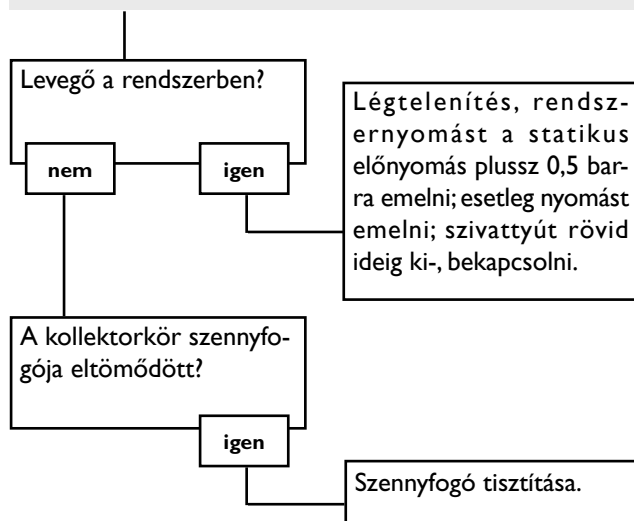 Levegő a rendszerben?
nem
igen
Légtelenítés, rendsz-
ernyomást a statikus
előnyomás plussz 0,5 bar-
ra emelni; esetleg nyomást
emelni; szivattyút rövid
ideig ki-, bekapcsolni.
A kollektorkör szennyfo-
gója eltömődött?
igen
Szennyfogó tisztítása.